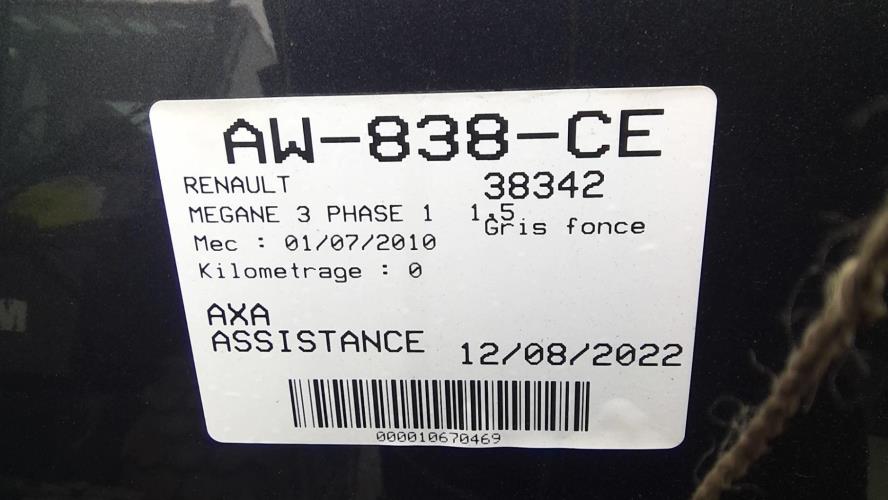 AW-838-CE
RENAULT 38342
MEGANE 3 PHASE 1 1.5
Gris fonce
Mec : 01/07/2010
Kilometrage : 0
AXA
ASSISTANCE 12/08/2022
000010670469